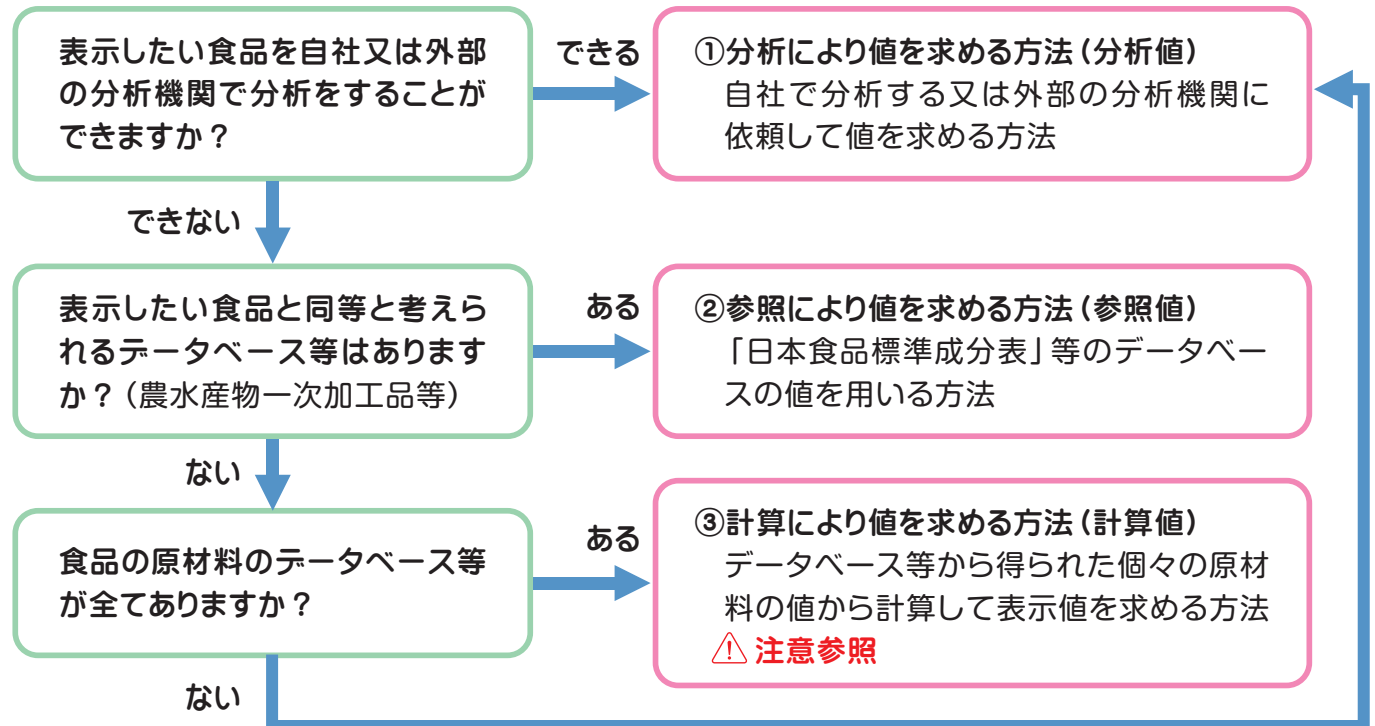 表示したい食品を自社又は外部
の分析機関で分析をすることが
できますか？
できる
①分析により値を求める方法（分析値）
自社で分析する又は外部の分析機関に
依頼して値を求める方法
できない
表示したい食品と同等と考えら
れるデータベース等はあります
か？（農水産物一次加工品等）
ある
②参照により値を求める方法（参照値）
「日本食品標準成分表」等のデータベー
スの値を用いる方法
ない
食品の原材料のデータベース等
が全てありますか？
ある
③計算により値を求める方法（計算値）
データベース等から得られた個々の原材
料の値から計算して表示値を求める方法
⚠ 注意参照
ない